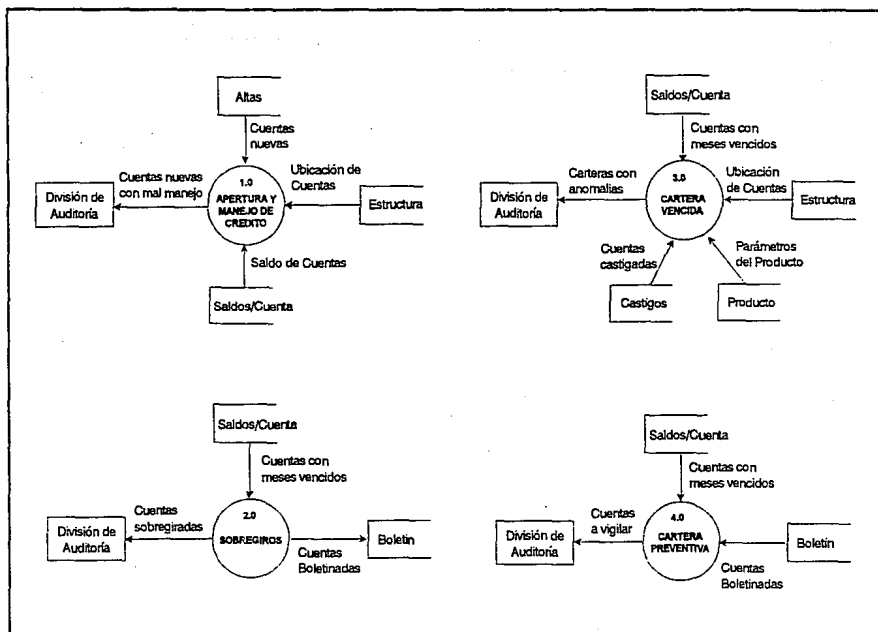 Altas
Cuentas
nuevas
Cuentas nuevas
con mal manejo
1.0
APERTURA Y
MANEJO DE
CREDITO
Ubicación de
Cuentas
División de
Auditoría
Estructura
Saldo de Cuentas
Saldos/Cuenta
Saldos/Cuenta
Cuentas con
meses vencidos
Carteras con
anomalias
3.0
CARTERA
VENCIDA
Ubicación
de Cuentas
División de
Auditoría
Estructura
Cuentas
castigadas
Parámetros
del Producto
Castigos
Producto
Saldos/Cuenta
Cuentas con
meses vencidos
Cuentas
sobregiradas
2.0
SOBREGIROS
División de
Auditoría
Boletin
Cuentas
Boletinadas
Saldos/Cuenta
Cuentas con
meses vencidos
Cuentas
a vigilar
4.0
CARTERA
PREVENTIVA
División de
Auditoría
Boletín
Cuentas
Boletinadas